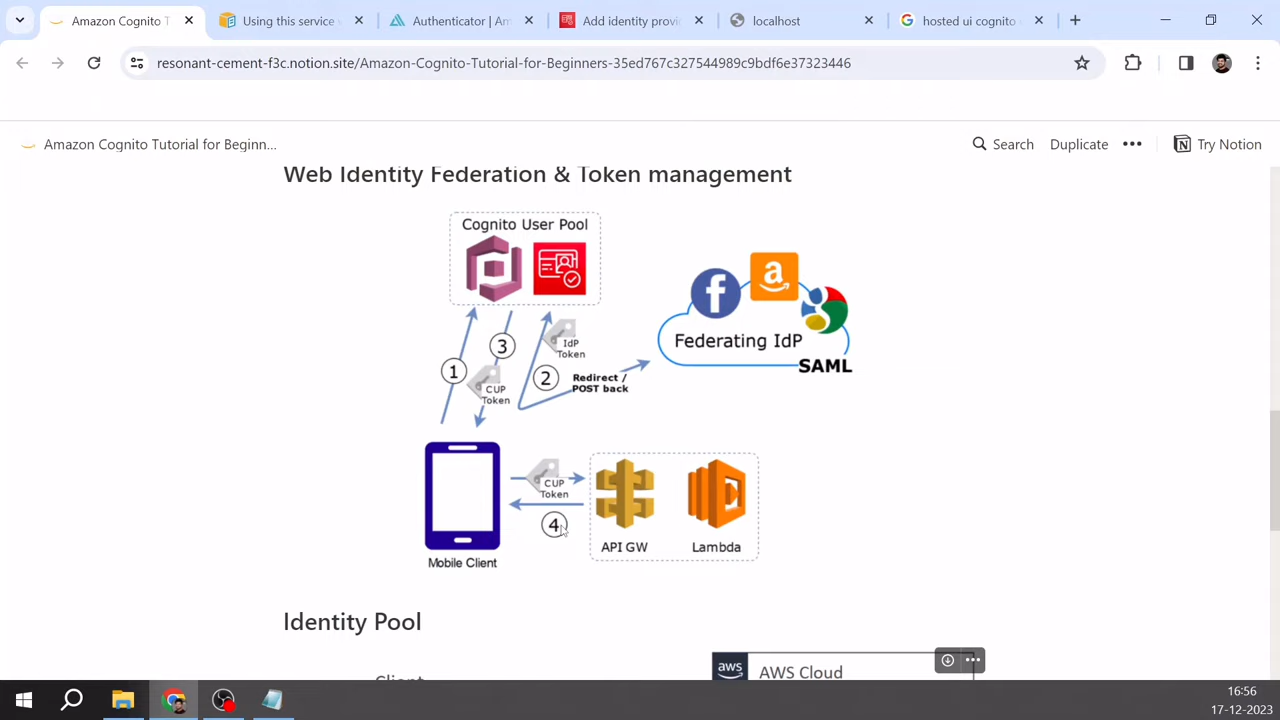 Amazon Cognito T
Using this service
Authenticator | Am
Add identity provi
localhost
hosted ui cognito
resonant-cement-f3c.notion.site/Amazon-Cognito-Tutorial-for-Beginners-35ed767c327544989c9bdf6e37323446
Amazon Cognito Tutorial for Beginn...
Search
Duplicate
Try Notion
Web Identity Federation & Token management
Cognito User Pool
Federating IdP
SAML
1
3
CUP
Token
2
IdP
Token
Redirect /
POST back
CUP
Token
4
Mobile Client
API GW
Lambda
Identity Pool
Client
aws
AWS Cloud
16:56
17-12-2023